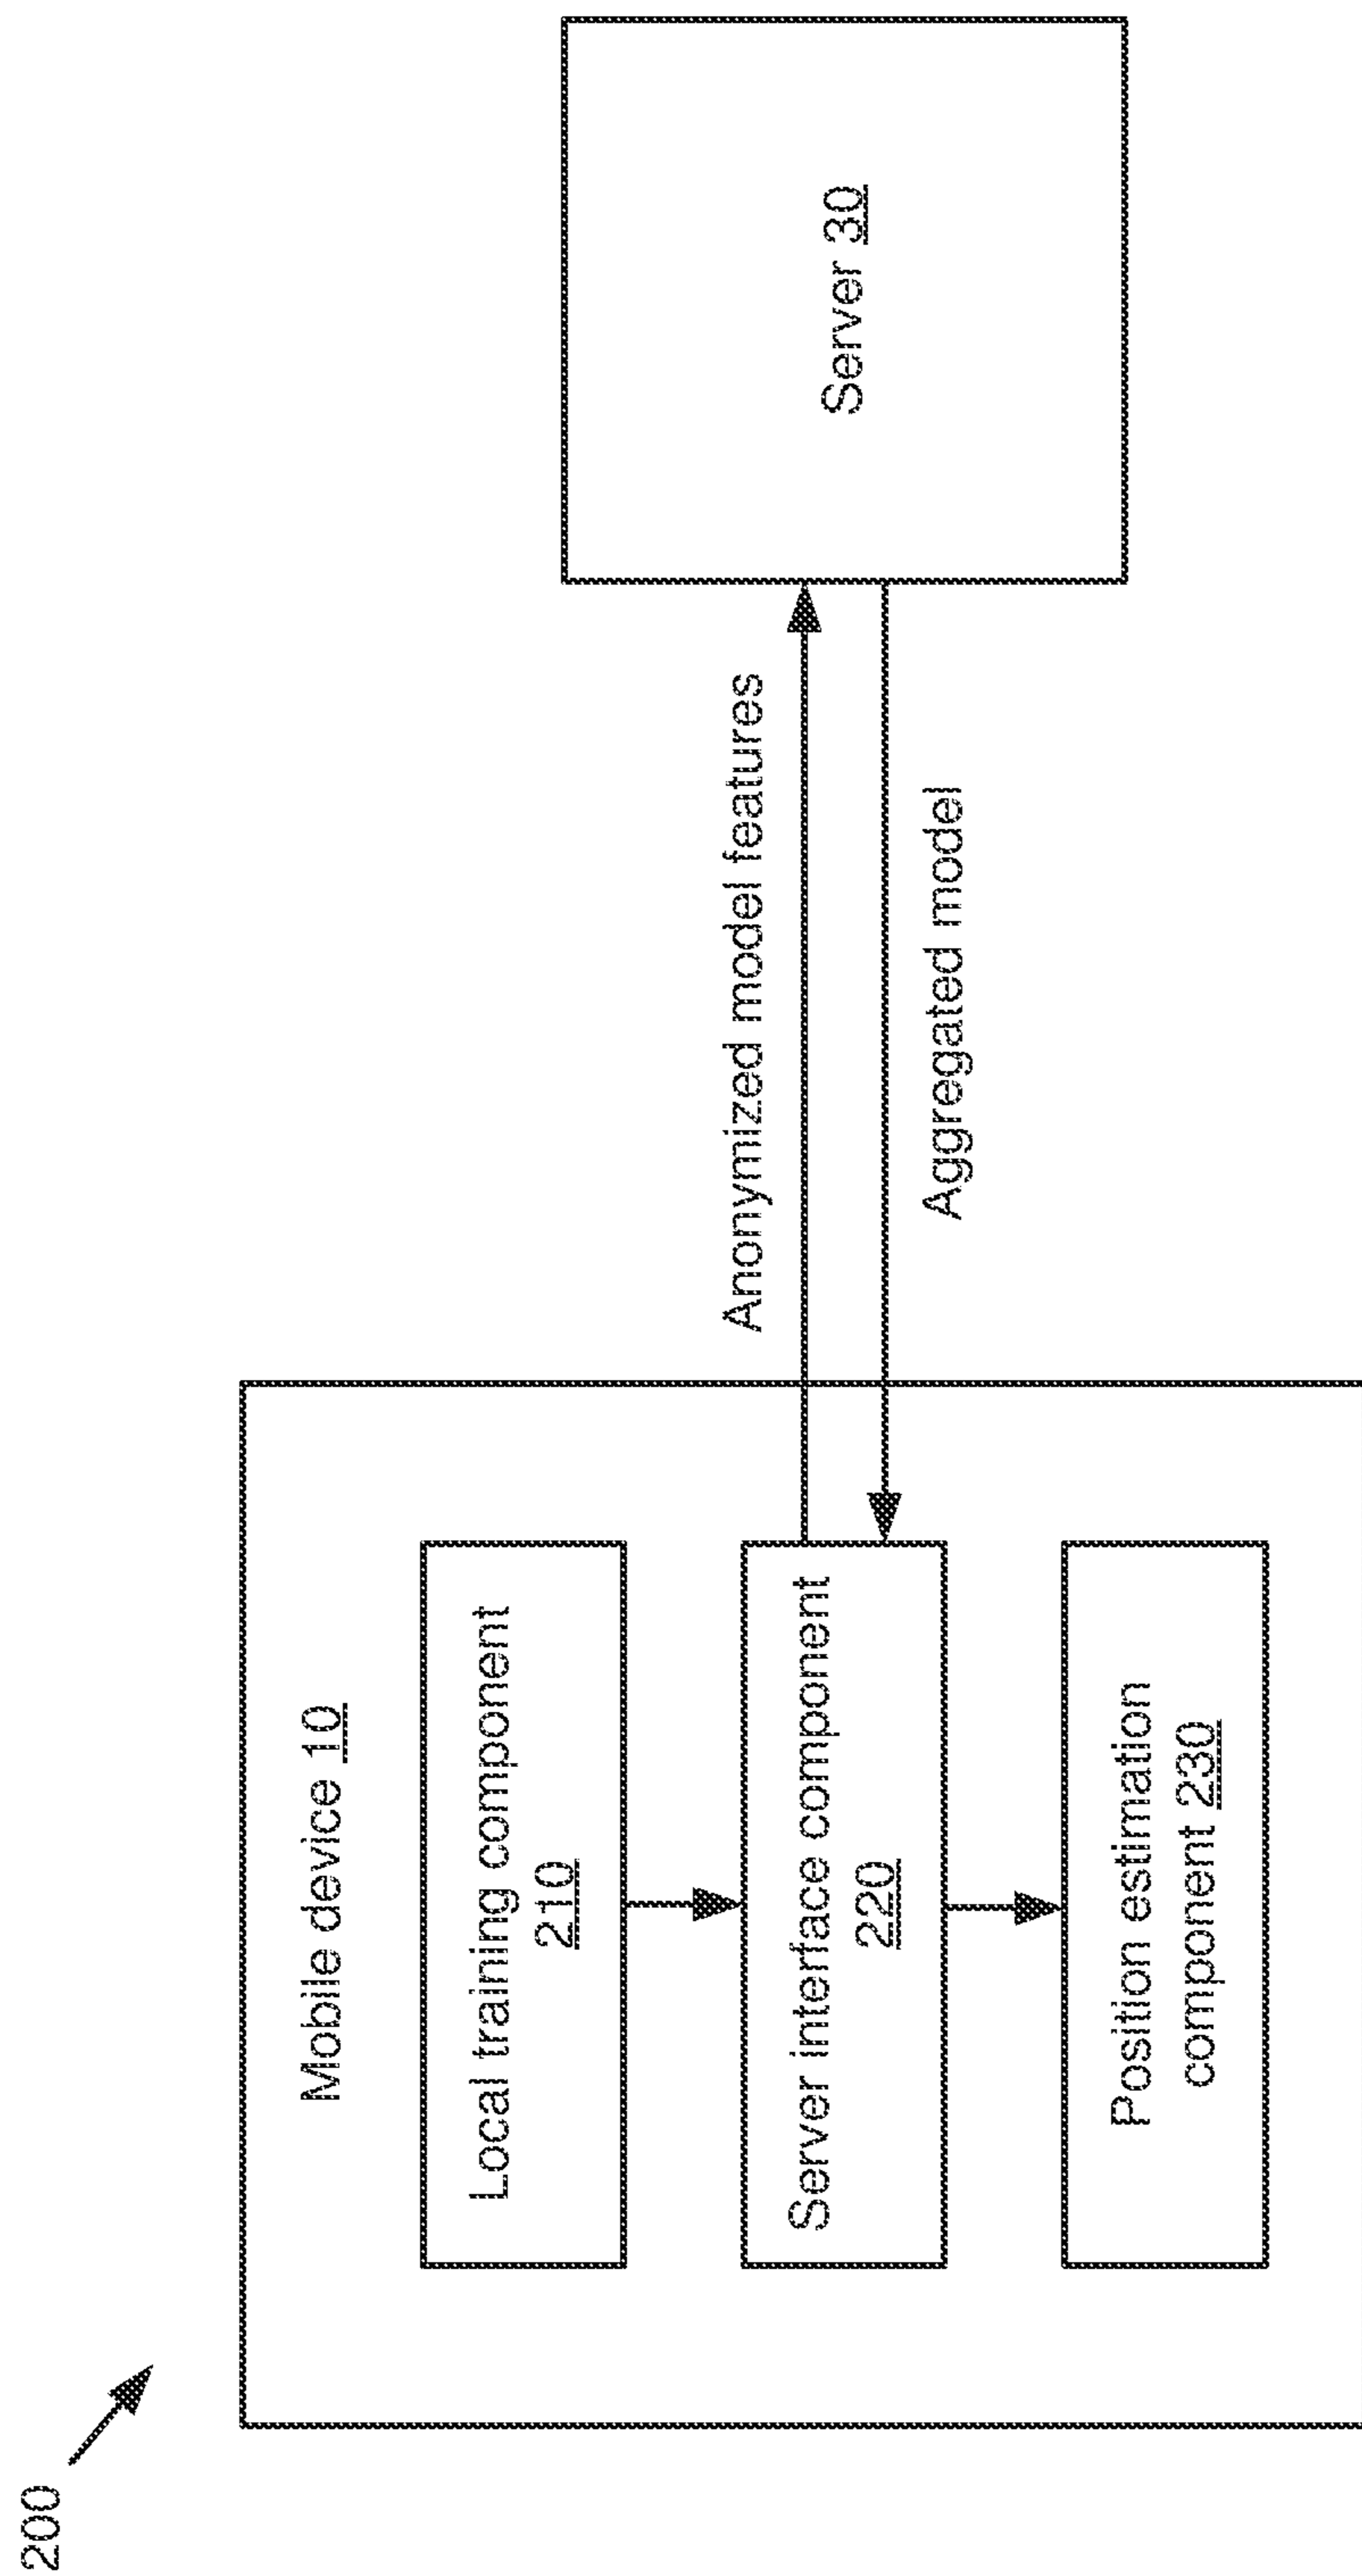 200
Mobile device 10
Local training component
210
Server interface component
220
Position estimation
component 230
Anonymized model features
Aggregated model
Server 30